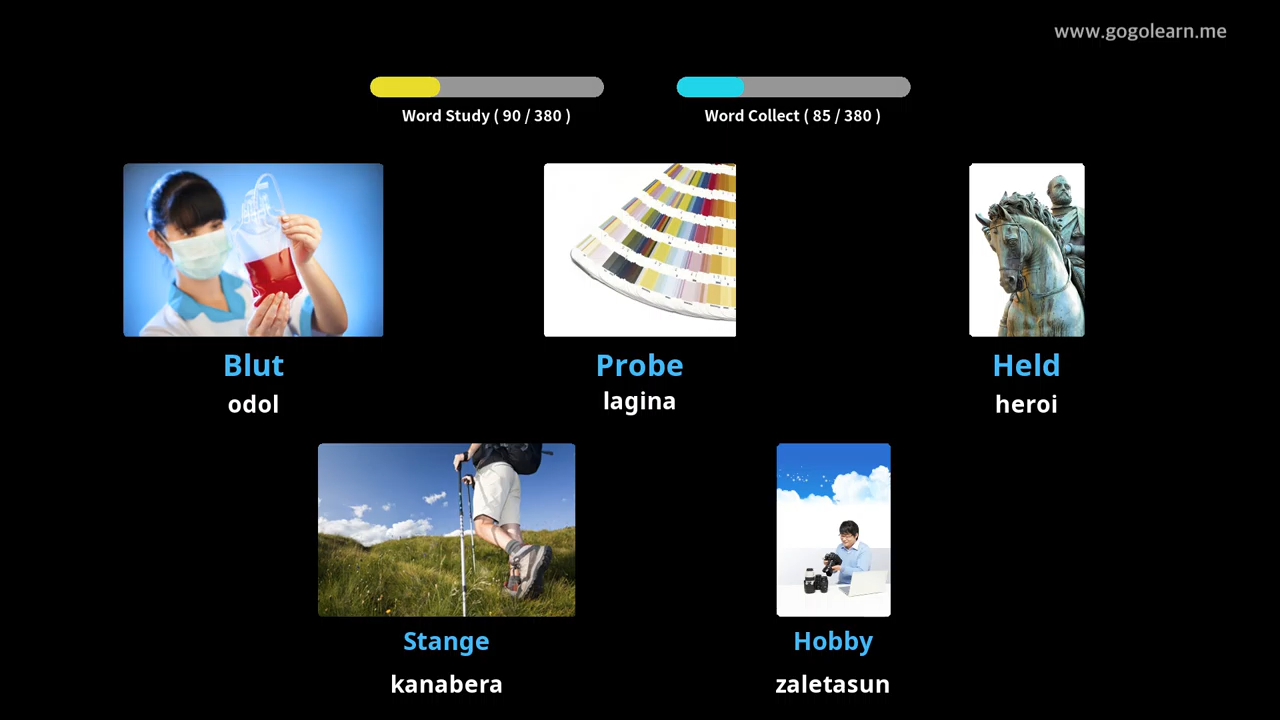 www.gogolearn.me
Word Study ( 90 / 380 )
Word Collect ( 85 / 380 )
Blut
odol
Probe
lagina
Held
heroi
Stange
kanabera
Hobby
zaletasun